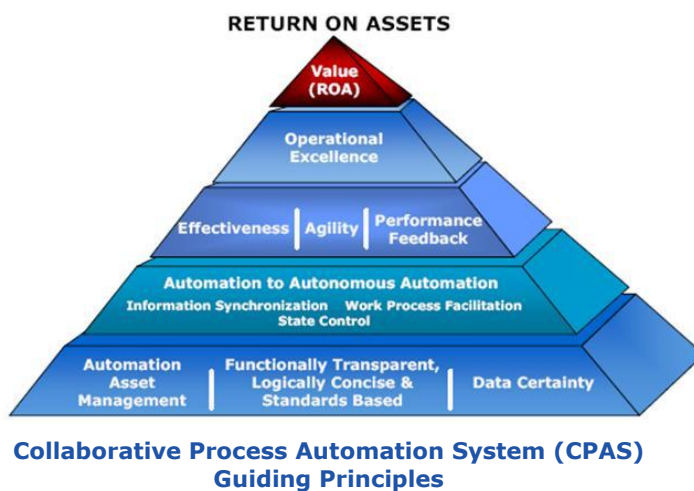 RETURN ON ASSETS
Value
(ROA)
Operational
Excellence
Effectiveness
Agility
Performance
Feedback
Automation to Autonomous Automation
Information Synchronization Work Process Facilitation
State Control
Automation
Asset
Management
Functionally Transparent,
Logically Concise &
Standards Based
Data Certainty
Collaborative Process Automation System (CPAS)
Guiding Principles